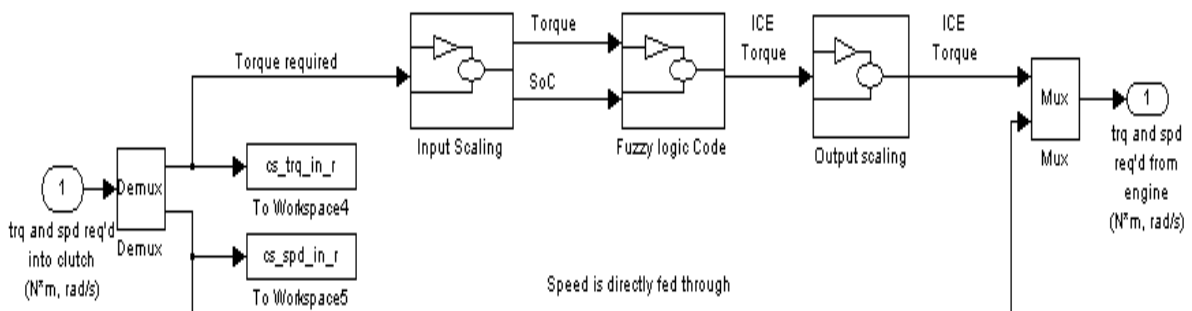 Torque
ICE
Torque
ICE
Torque
Torque required
SoC
Input Scaling
Fuzzy logic Code
Output scaling
Mux
Mux
1
trq and spd
req'd from
engine
(N*m, rad/s)
1
trq and spd req'd
into clutch
(N*m, rad/s)
Demux
Demux
cs_trq_in_r
To Workspace4
cs_spd_in_r
To Workspace5
Speed is directly fed through